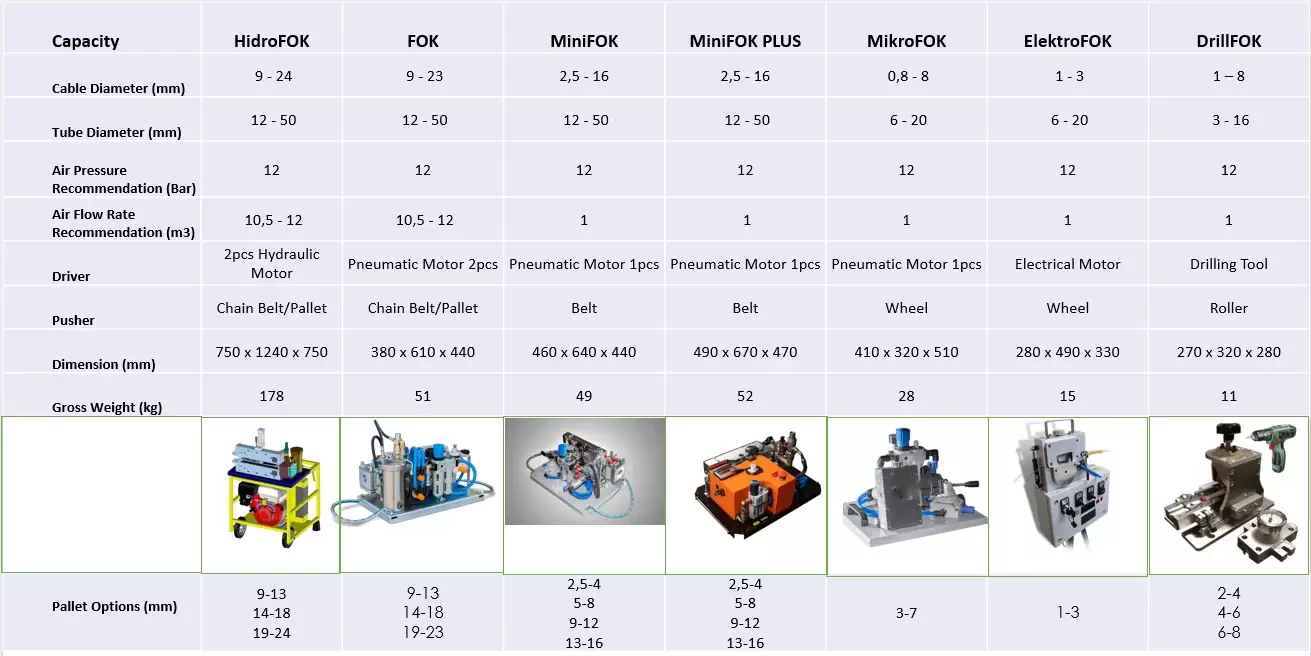 Capacity HidroFOK FOK MiniFOK MiniFOK PLUS MikroFOK ElektroFOK DrillFOK
Cable Diameter (mm) 9 - 24 9 - 23 2,5 - 16 2,5 - 16 0,8 - 8 1 - 3 1 – 8
Tube Diameter (mm) 12 - 50 12 - 50 12 - 50 12 - 50 6 - 20 6 - 20 3 - 16
Air Pressure
Recommendation (Bar) 12 12 12 12 12 12 12
Air Flow Rate
Recommendation (m3) 10,5 - 12 10,5 - 12 1 1 1 1 1
Driver 2pcs Hydraulic
Motor Pneumatic Motor 2pcs Pneumatic Motor 1pcs Pneumatic Motor 1pcs Pneumatic Motor 1pcs Electrical Motor Drilling Tool
Pusher Chain Belt/Pallet Chain Belt/Pallet Belt Belt Wheel Wheel Roller
Dimension (mm) 750 x 1240 x 750 380 x 610 x 440 460 x 640 x 440 490 x 670 x 470 410 x 320 x 510 280 x 490 x 330 270 x 320 x 280
Gross Weight (kg) 178 51 49 52 28 15 11
Pallet Options (mm) 9-13 9-13 2,5-4 2,5-4 3-7 1-3 2-4
14-18 14-18 5-8 5-8 4-6
19-24 19-23 9-12 9-12 6-8
13-16 13-16